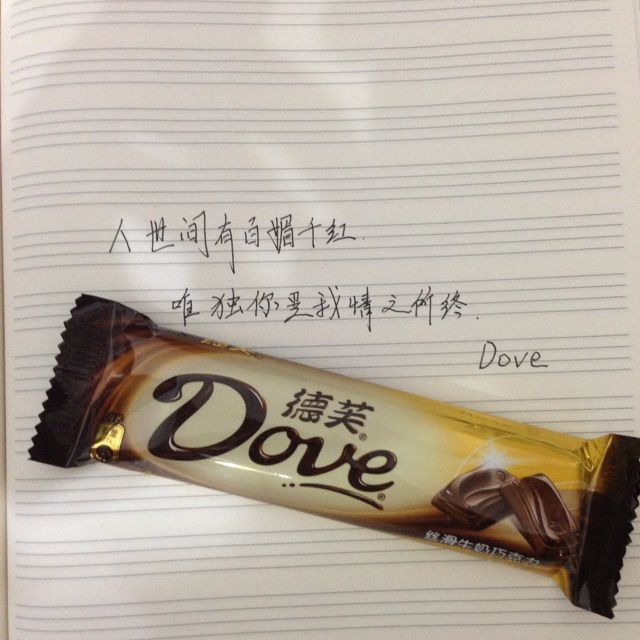 人世间有百媚千红.
唯独你是我情之所终.
Dove
德芙
Dove
丝滑牛奶巧克力